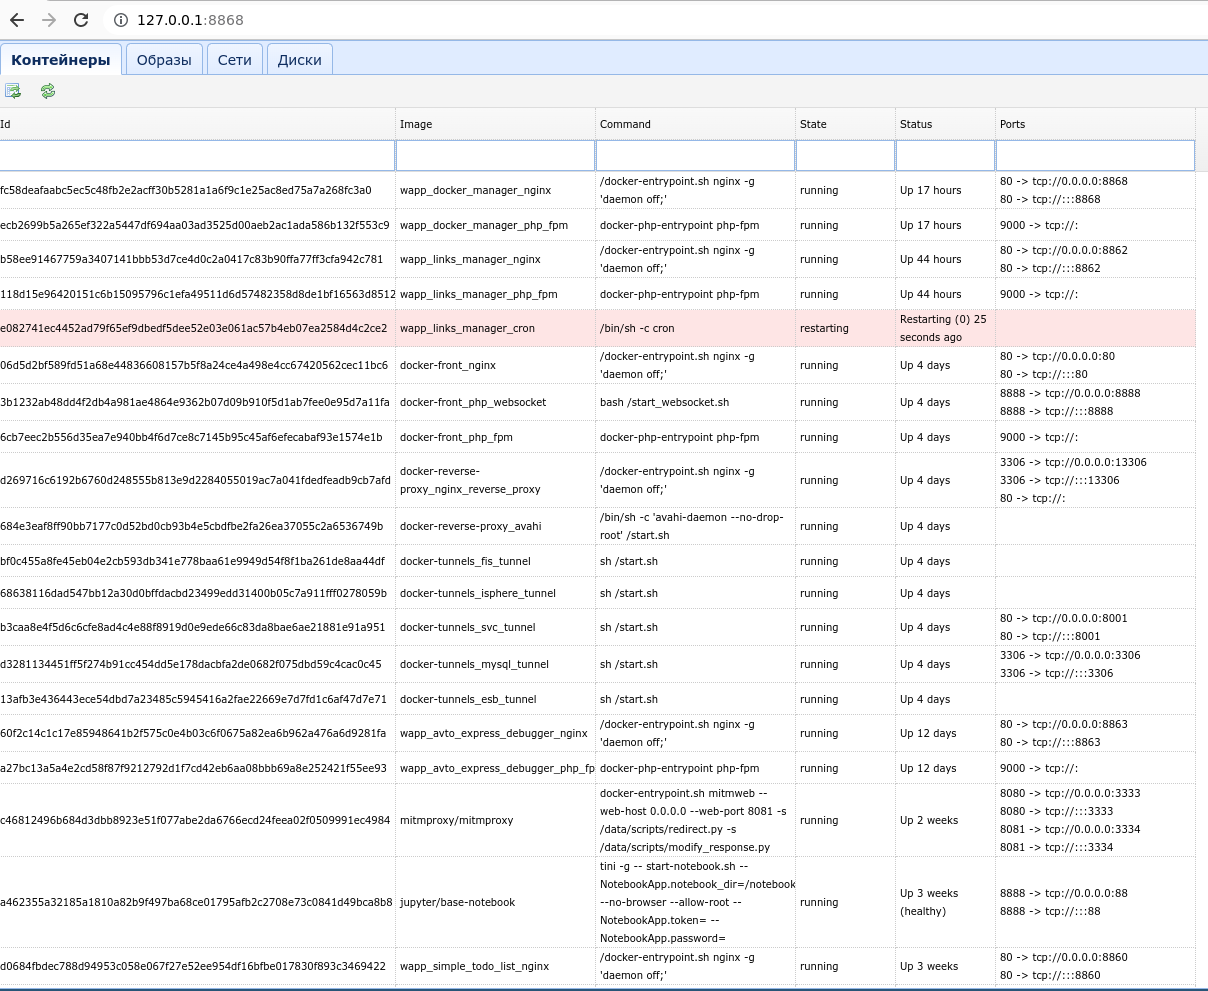 127.0.0.1:8868
Контейнеры Образы Сети Диски
Id Image Command State Status Ports
fc58deafaabc5ec5c48fb2e2acff30b5281a1a6f9c1e25ac8ed75a7a268fc3a0 wapp_docker_manager_nginx /docker-entrypoint.sh nginx -g running Up 17 hours 80 -> tcp://0.0.0.0:8868
'daemon off;' 80 -> tcp://:::8868
ecb2699b5a265ef322a5447df694aa03ad3525d00aeb2ac1ada586b132f553c9 wapp_docker_manager_php_fpm docker-php-entrypoint php-fpm running Up 17 hours 9000 -> tcp://:
b58ee91467759a3407141bbb53d7ce4d0c2a0417c83b90ffa77ff3cfa942c781 wapp_links_manager_nginx /docker-entrypoint.sh nginx -g running Up 44 hours 80 -> tcp://0.0.0.0:8862
'daemon off;' 80 -> tcp://:::8862
118d15e96420151c6b15095796c1efa49511d6d57482358d8de1bf16563d8512 wapp_links_manager_php_fpm docker-php-entrypoint php-fpm running Up 44 hours 9000 -> tcp://:
e082741ec4452ad79f65ef9dbedf5dee52e03e061ac57b4eb07ea2584d4c2ce2 wapp_links_manager_cron /bin/sh -c cron restarting Restarting (0) 25
seconds ago
06d5d2bf589fd51a68e44836608157b5f8a24ce4a498e4cc67420562cec11bc6 docker-front_nginx /docker-entrypoint.sh nginx -g running Up 4 days 80 -> tcp://0.0.0.0:80
'daemon off;' 80 -> tcp://:::80
3b1232ab48dd4f2db4a981ae4864e9362b07d09b910f5d1ab7fee0e95d7a11fa docker-front_php_websocket bash /start_websocket.sh running Up 4 days 8888 -> tcp://0.0.0.0:8888
8888 -> tcp://:::8888
6cb7eec2b556d35ea7e940bb4f6d7ce8c7145b95c45af6efecabaf93e1574e1b docker-front_php_fpm docker-php-entrypoint php-fpm running Up 4 days 9000 -> tcp://:
d269716c6192b6760d248555b813e9d2284055019ac7a041fdedfeadb9cb7afd docker-reverse- /docker-entrypoint.sh nginx -g running Up 4 days 3306 -> tcp://0.0.0.0:13306
proxy_nginx_reverse_proxy 'daemon off;' 3306 -> tcp://:::13306
80 -> tcp://:
684e3eaf8ff90bb7177c0d52bd0cb93b4e5cbdfbe2fa26ea37055c2a6536749b docker-reverse-proxy_avahi /bin/sh -c 'avahi-daemon --no-drop- running Up 4 days
root' /start.sh
bf0c455a8fe45eb04e2cb593db341e778baa61e9949d54f8f1ba261de8aa44df docker-tunnels_fis_tunnel sh /start.sh running Up 4 days
68638116dad547bb12a30d0bffdacbd23499edd31400b05c7a911fff0278059b docker-tunnels_isphere_tunnel sh /start.sh running Up 4 days
b3caa8e4f5d6c6cfe8ad4c4e88f8919d0e9ede66c83da8bae6ae21881e91a951 docker-tunnels_svc_tunnel sh /start.sh running Up 4 days 80 -> tcp://0.0.0.0:8001
80 -> tcp://:::8001
d3281134451ff5f274b91cc454dd5e178dacbfa2de0682f075dbd59c4cac0c45 docker-tunnels_mysql_tunnel sh /start.sh running Up 4 days 3306 -> tcp://0.0.0.0:3306
3306 -> tcp://:::3306
13afb3e436443ece54dbd7a23485c5945416a2fae22669e7d7fd1c6af47d7e71 docker-tunnels_esb_tunnel sh /start.sh running Up 4 days
60f2c14c1c17e85948641b2f575c0e4b03c6f0675a82ea6b962a476a6d9281fa wapp_avto_express_debugger_nginx /docker-entrypoint.sh nginx -g running Up 12 days 80 -> tcp://0.0.0.0:8863
'daemon off;' 80 -> tcp://:::8863
a27bc13a5a4e2cd58f87f9212792d1f7cd42eb6aa08bbb69a8e252421f55ee93 wapp_avto_express_debugger_php_fp docker-php-entrypoint php-fpm running Up 12 days 9000 -> tcp://:
c46812496b684d3dbb8923e51f077abe2da6766ecd24feea02f0509991ec4984 mitmproxy/mitmproxy docker-entrypoint.sh mitmweb -- running Up 2 weeks 8080 -> tcp://0.0.0.0:3333
web-host 0.0.0.0 --web-port 8081 -s 8080 -> tcp://:::3333
/data/scripts/redirect.py -s 8081 -> tcp://0.0.0.0:3334
/data/scripts/modify_response.py 8081 -> tcp://:::3334
a462355a32185a1810a82b9f497ba68ce01795afb2c2708e73c0841d49bca8b8 jupyter/base-notebook tini -g -- start-notebook.sh -- running Up 3 weeks 8888 -> tcp://0.0.0.0:88
NotebookApp.notebook_dir=/notebook (healthy) 8888 -> tcp://:::88
--no-browser --allow-root --
NotebookApp.token= --
NotebookApp.password=
d0684fbdec788d94953c058e067f27e52ee954df16bfbe017830f893c3469422 wapp_simple_todo_list_nginx /docker-entrypoint.sh nginx -g running Up 3 weeks 80 -> tcp://0.0.0.0:8860
'daemon off;' 80 -> tcp://:::8860